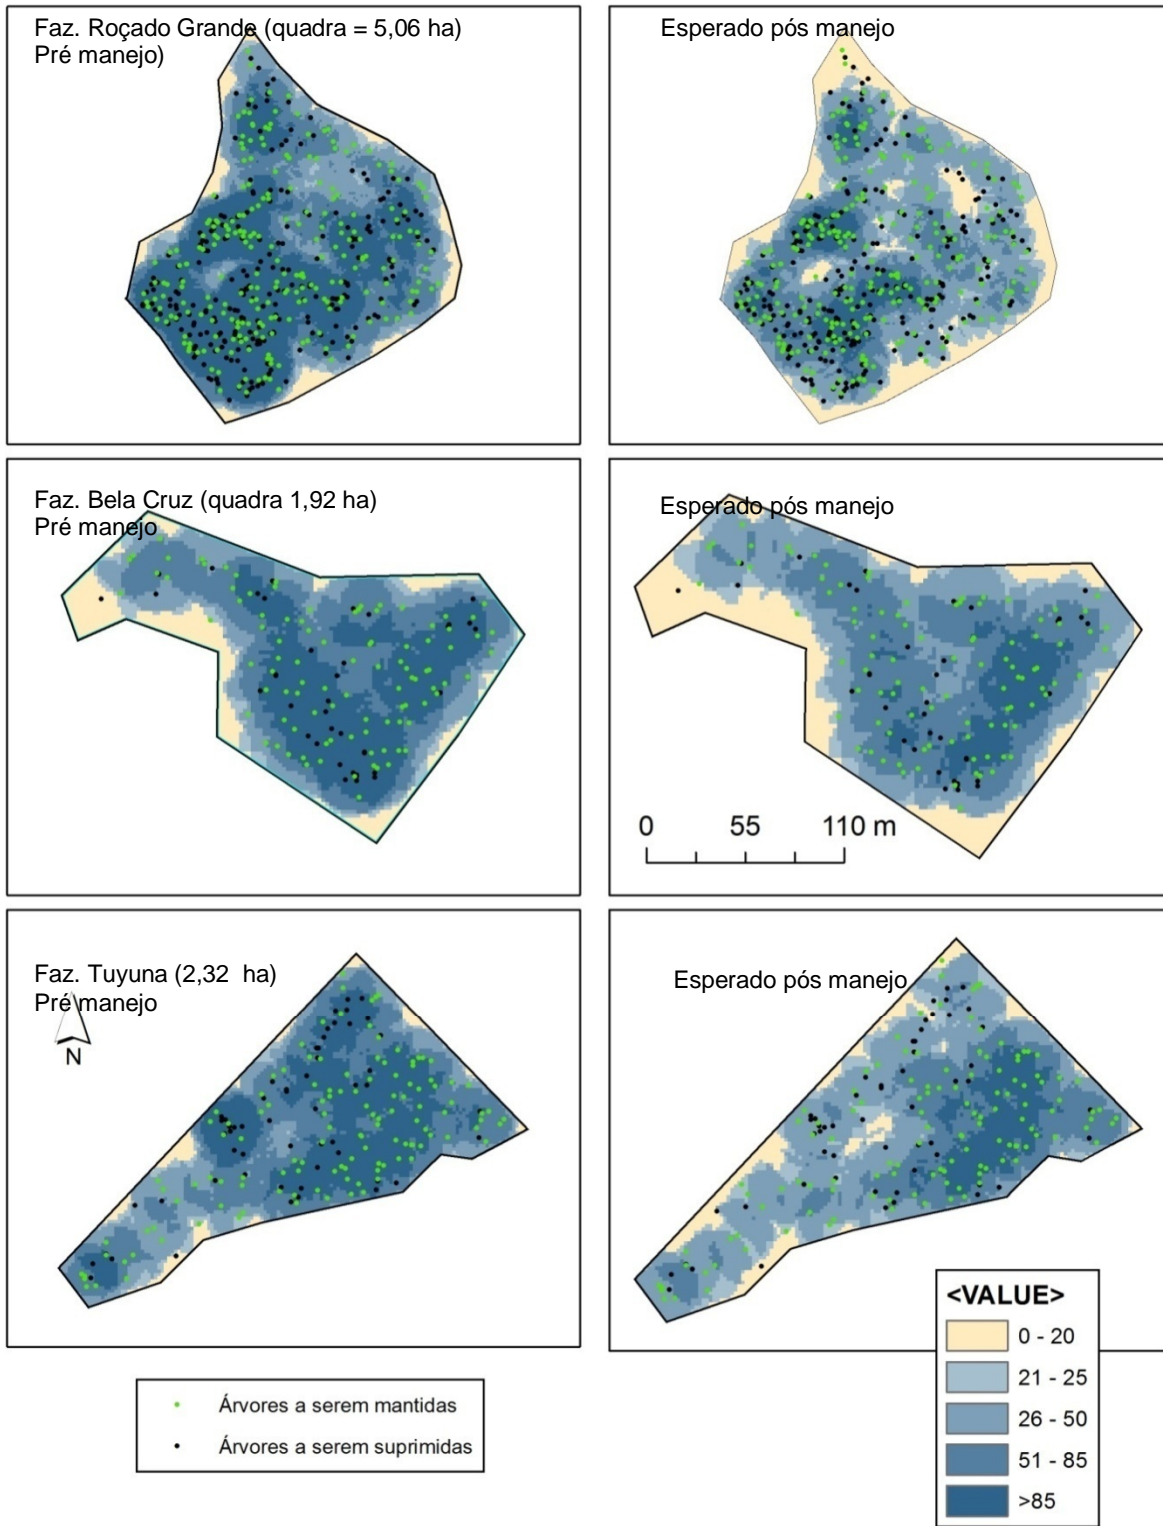 Faz. Roçado Grande (quadra = 5,06 ha)
Pré manejo)
Esperado pós manejo
Faz. Bela Cruz (quadra 1,92 ha)
Pré manejo
Esperado pós manejo
0 55 110 m
Faz. Tuyuna (2,32 ha)
Pré manejo
N
Esperado pós manejo
<VALUE>
0 - 20
21 - 25
26 - 50
51 - 85
>85
Árvores a serem mantidas
Árvores a serem suprimidas